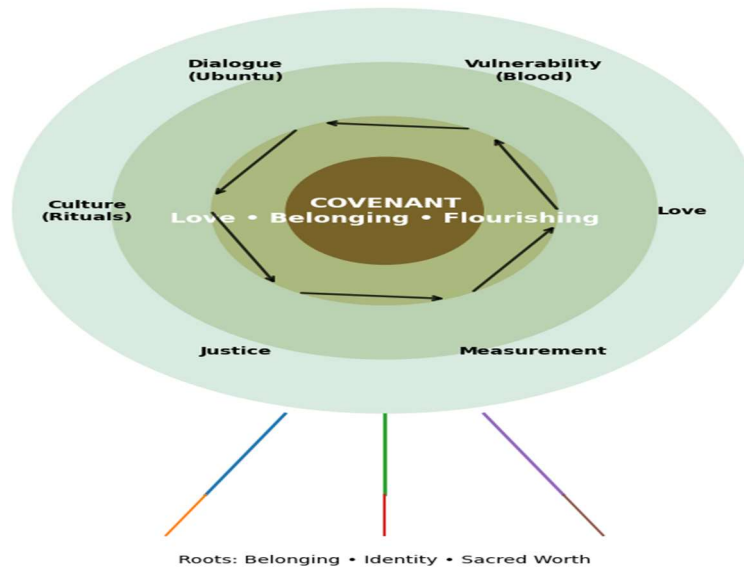 Dialogue
(Ubuntu)
Vulnerability
(Blood)
Culture
(Rituals)
COVENANT
Love • Belonging • Flourishing
Love
Justice
Measurement
Roots: Belonging • Identity • Sacred Worth